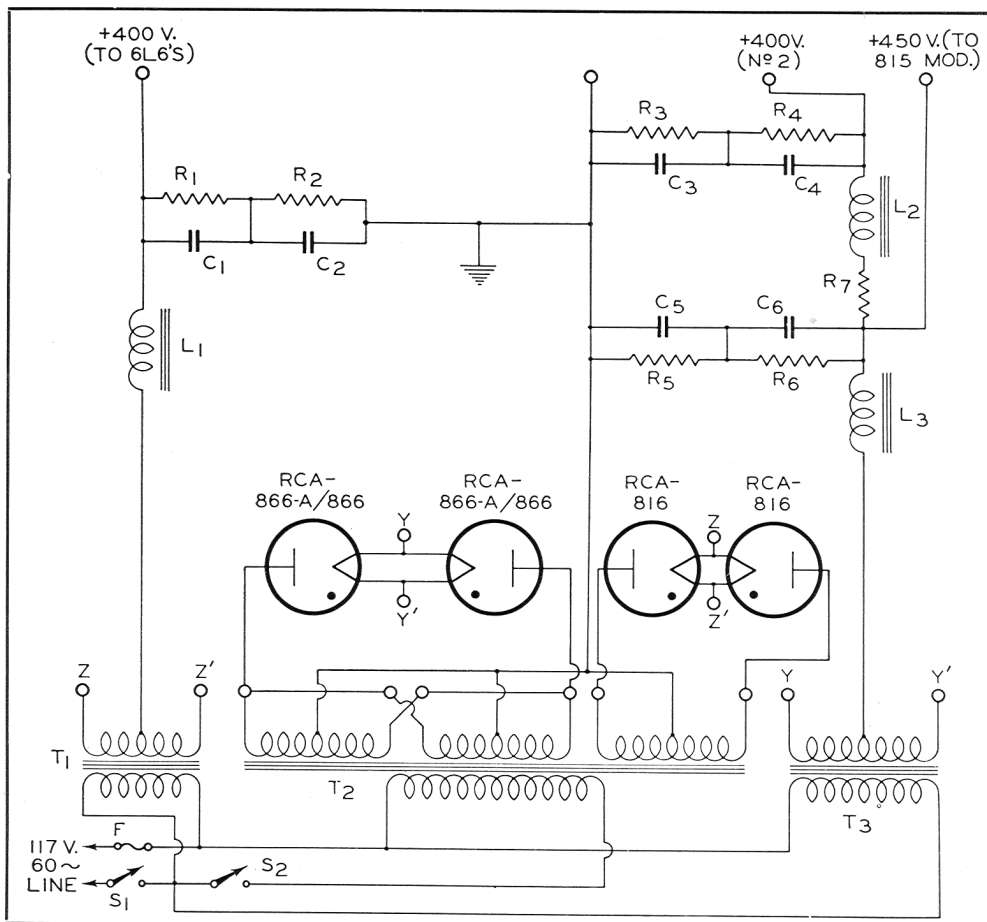 +400 V.
(TO 6L6'S)
+400V.
(Nº 2)
+450 V. (TO
815 MOD.)
R3
R4
C3
C4
R1
R2
C1
C2
L2
R7
C5
C6
R5
R6
L1
L3
RCA-
866-A/866
RCA-
866-A/866
RCA-
816
RCA-
816
Y
Y'
Z
Z'
Z
Z'
Y
Y'
T1
T2
T3
F
117 V.
60~
LINE
S1
S2